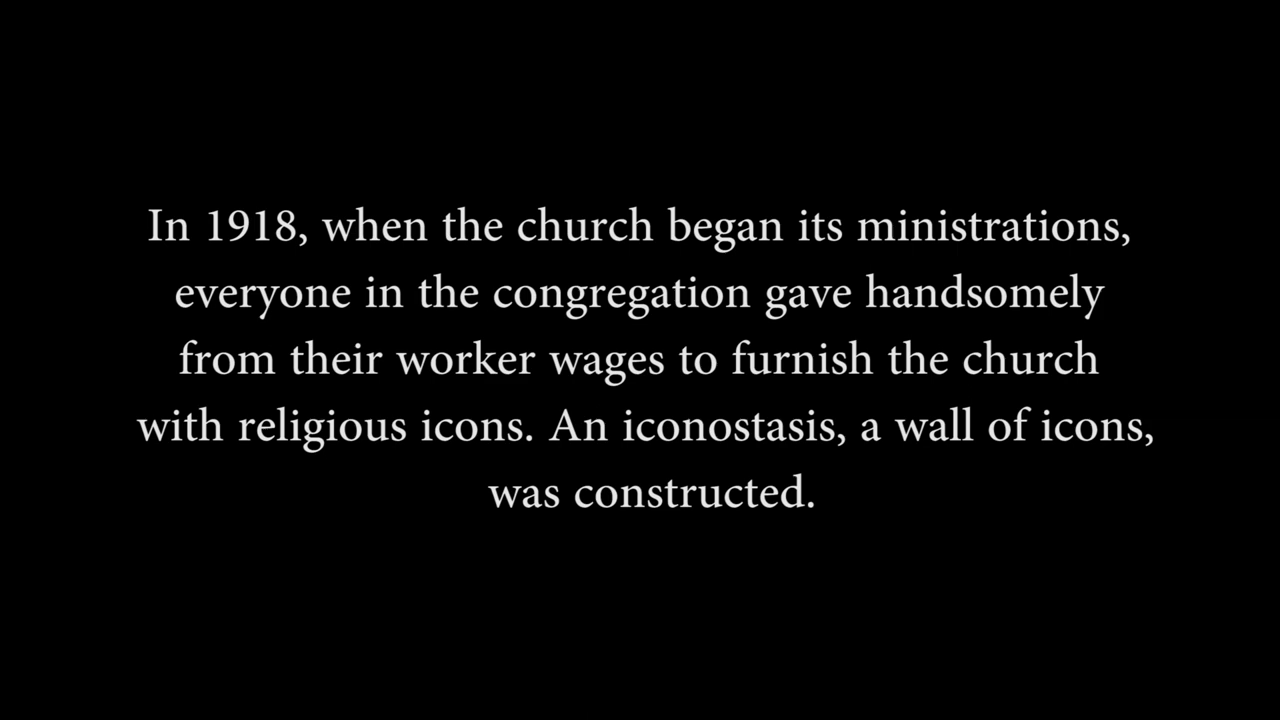 In 1918, when the church began its ministrations,
everyone in the congregation gave handsomely
from their worker wages to furnish the church
with religious icons. An iconostasis, a wall of icons,
was constructed.